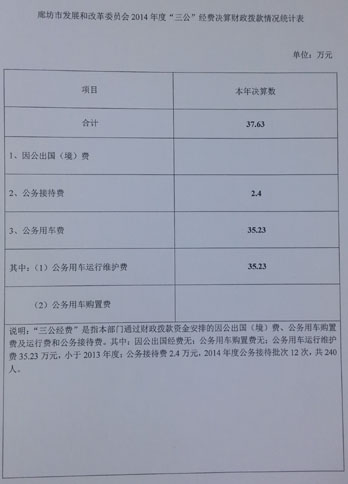 廊坊市发展和改革委员会2014年度“三公”经费决算财政拨款情况统计表
单位：万元
项目 本年决算数
合计 37.63
1、因公出国（境）费
2、公务接待费 2.4
3、公务用车费 35.23
其中：（1）公务用车运行维护费 35.23
（2）公务用车购置费
说明：“三公经费”是指本部门通过财政拨款资金安排的因公出国（境）费、公务用车购置
费及运行费和公务接待费。其中：因公出国经费无；公务用车购置费无；公务用车运行维护
费35.23万元，小于2013年度；公务接待费2.4万元，2014年度公务接待批次12次，共240
人。